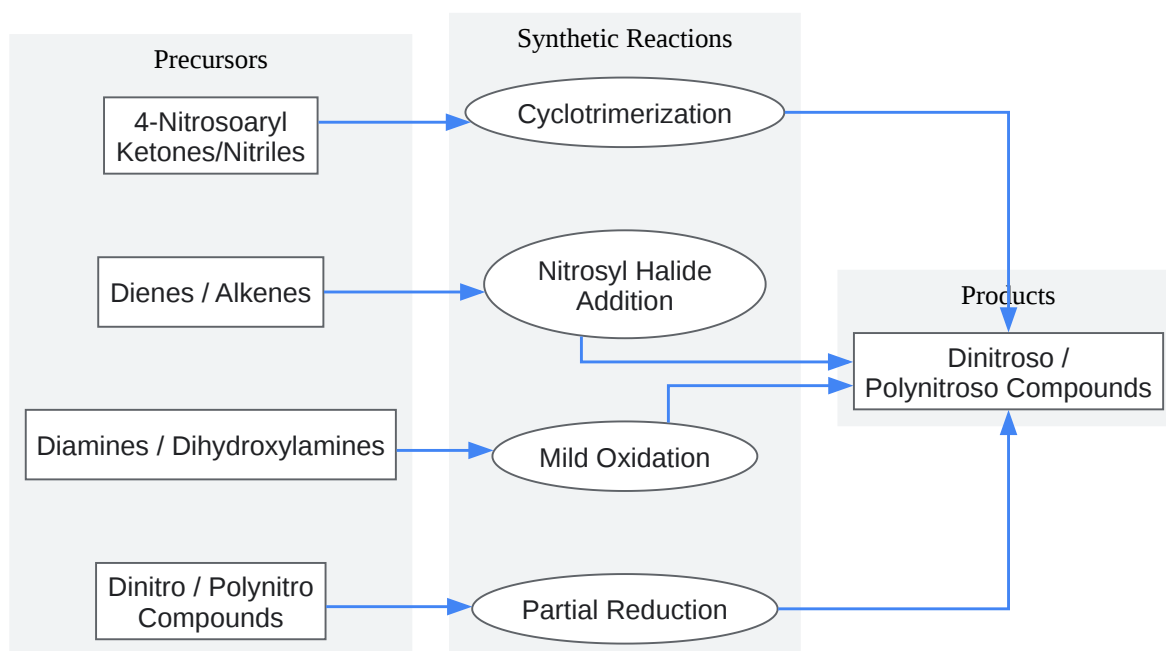 Precursors
4-Nitrosoaryl
Ketones/Nitriles
Dienes / Alkenes
Diamines / Dihydroxylamines
Dinitro / Polynitro
Compounds
Synthetic Reactions
Cyclotrimerization
Nitrosyl Halide
Addition
Mild Oxidation
Partial Reduction
Products
Dinitroso /
Polynitroso Compounds